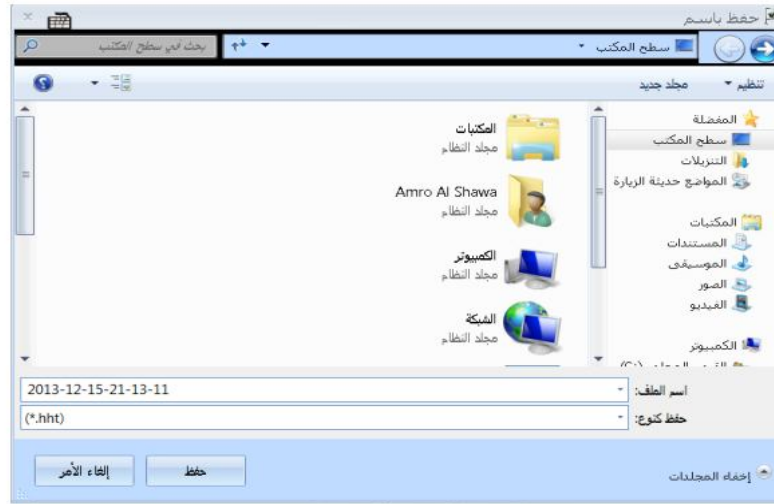 حفظ باسم
سطح المكتب
بحث في سطح المكتب
تنظيم
مجلد جديد
المفضلة
سطح المكتب
التنزيلات
المواضع حديثة الزيارة
المكتبات
المستندات
الموسيقى
الصور
الفيديو
الكمبيوتر
المكتبات
مجلد النظام
Amro Al Shawa
مجلد النظام
الكمبيوتر
مجلد النظام
الشبكة
مجلد النظام
اسم الملف:
2013-12-15-21-13-11
حفظ كنوع:
(*.hht)
إخفاء المجلدات
حفظ
إلغاء الأمر